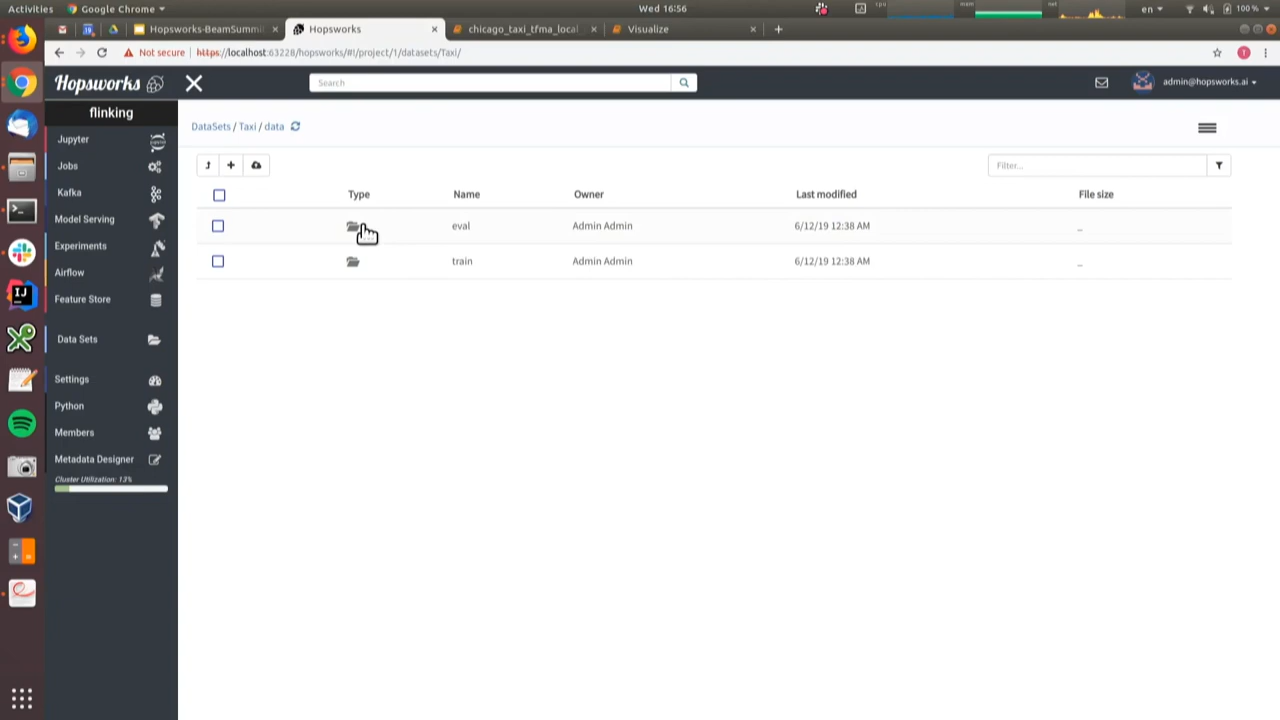 Activities
Google Chrome
Wed 16:56
cpu
mem
net
en
100 %
Hopsworks-BeamSummi
Hopsworks
chicago_taxi_tfma_local
Visualize
Not secure
https://localhost:63228/hopsworks/#!/project/1/datasets/Taxi/
Hopsworks
Search
admin@hopsworks.ai
flinking
Jupyter
Jobs
Kafka
Model Serving
Experiments
Airflow
Feature Store
Data Sets
Settings
Python
Members
Metadata Designer
Cluster Utilization: 13%
DataSets / Taxi / data
Filter...
Type Name Owner Last modified File size
eval Admin Admin 6/12/19 12:38 AM _
train Admin Admin 6/12/19 12:38 AM _